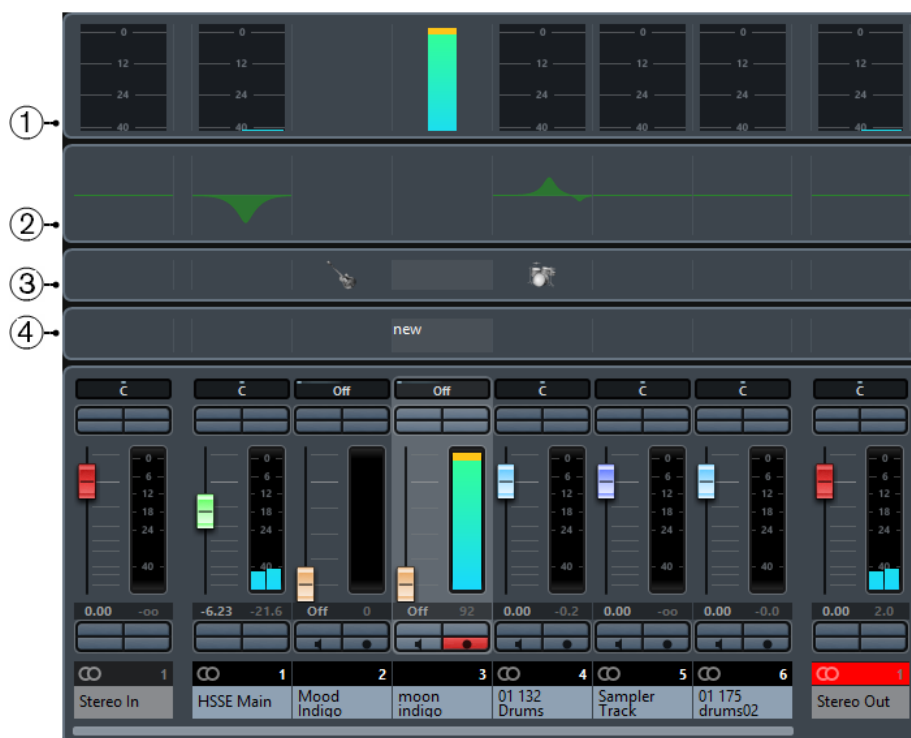 0 0 0 0 0 0
12 12 12 12 12 12
24 24 24 24 24 24
① 40 40 40 40 40 40
②
③
④ new
C C Off Off C C C C
0 0 0 0 0 0
6 6 6 6 6 6
12 12 12 12 12 12
18 18 18 18 18 18
24 24 24 24 24 24
40 40 40 40 40 40
0.00 -oo -6.23 -21.6 Off 0 Off 92 0.00 -0.2 0.00 -oo 0.00 -0.0 0.00 2.0
1 1 2 3 4 5 6 1
Stereo In
HSSE Main
Mood
Indigo
moon
indigo
01 132
Drums
Sampler
Track
01 175
drums02
Stereo Out